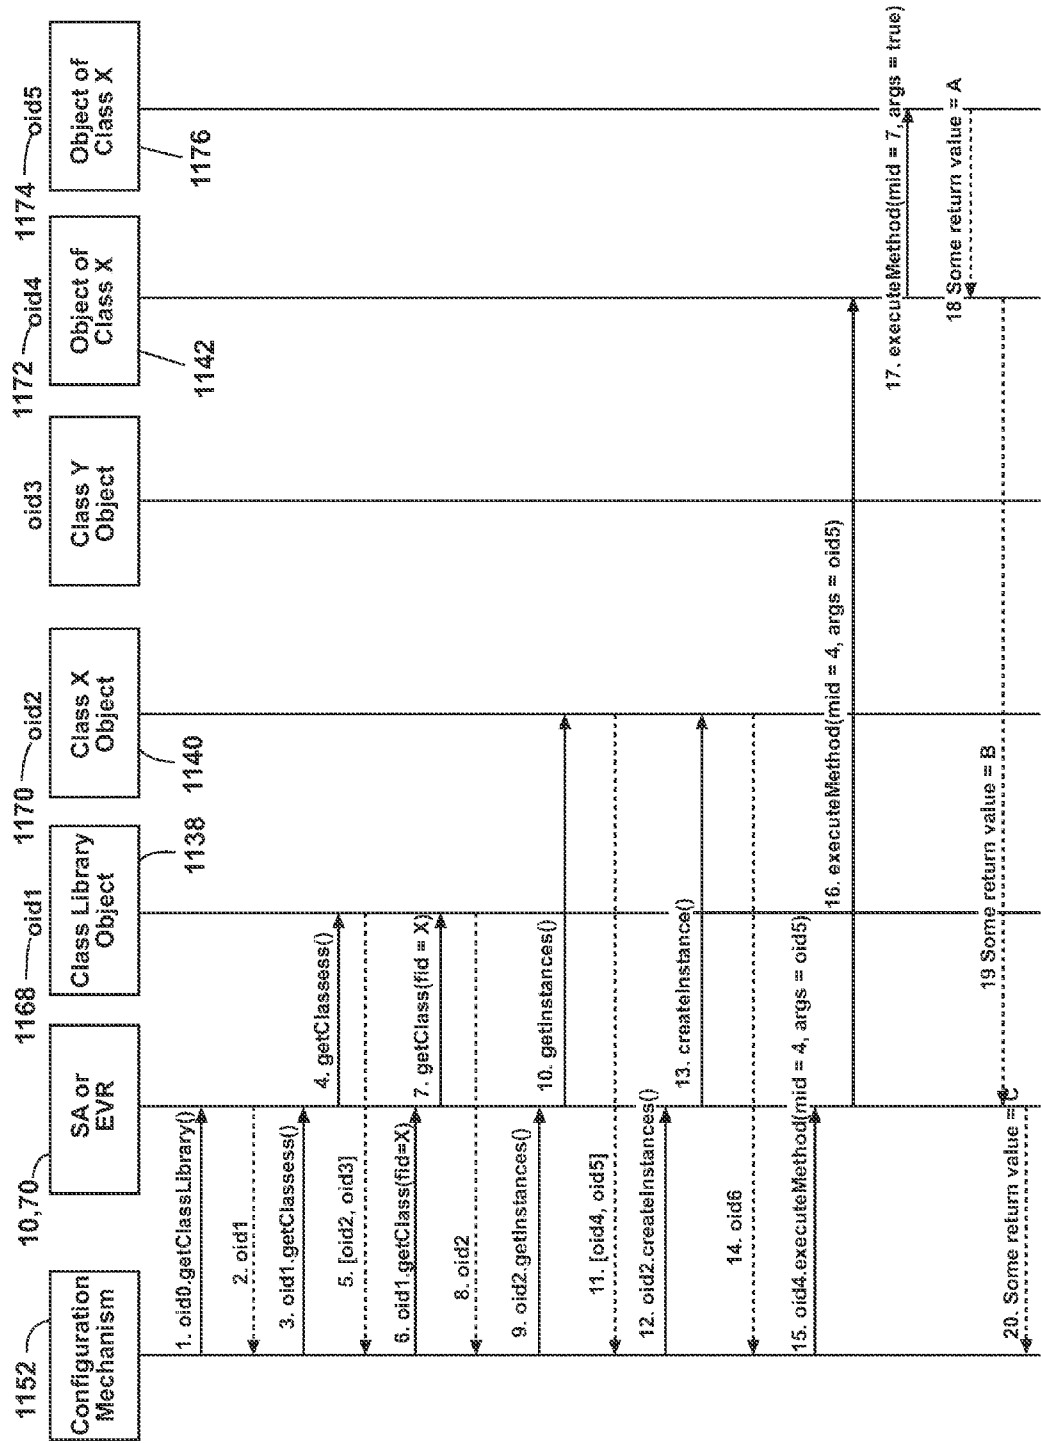 1152
Configuration
Mechanism
10,70
SA or
EVR
1168
oid1
Class Library
Object
1138
1170
oid2
Class X
Object
1140
oid3
Class Y
Object
1172
oid4
Object of
Class X
1142
1174
oid5
Object of
Class X
1176
1. oid0.getClassLibrary()
2. oid1
3. oid1.getClassess()
4. getClassess()
5. [oid2, oid3]
6. oid1.getClass(fid=X)
7. getClass(fid = X)
8. oid2
9. oid2.getInstances()
10. getInstances()
11. [oid4, oid5]
12. oid2.createInstances()
13. createInstance()
14. oid6
15. oid4.executeMethod(mid = 4, args = oid5)
16. executeMethod(mid = 4, args = oid5)
17. executeMethod(mid = 7, args = true)
18 Some return value = A
19 Some return value = B
20. Some return value = C